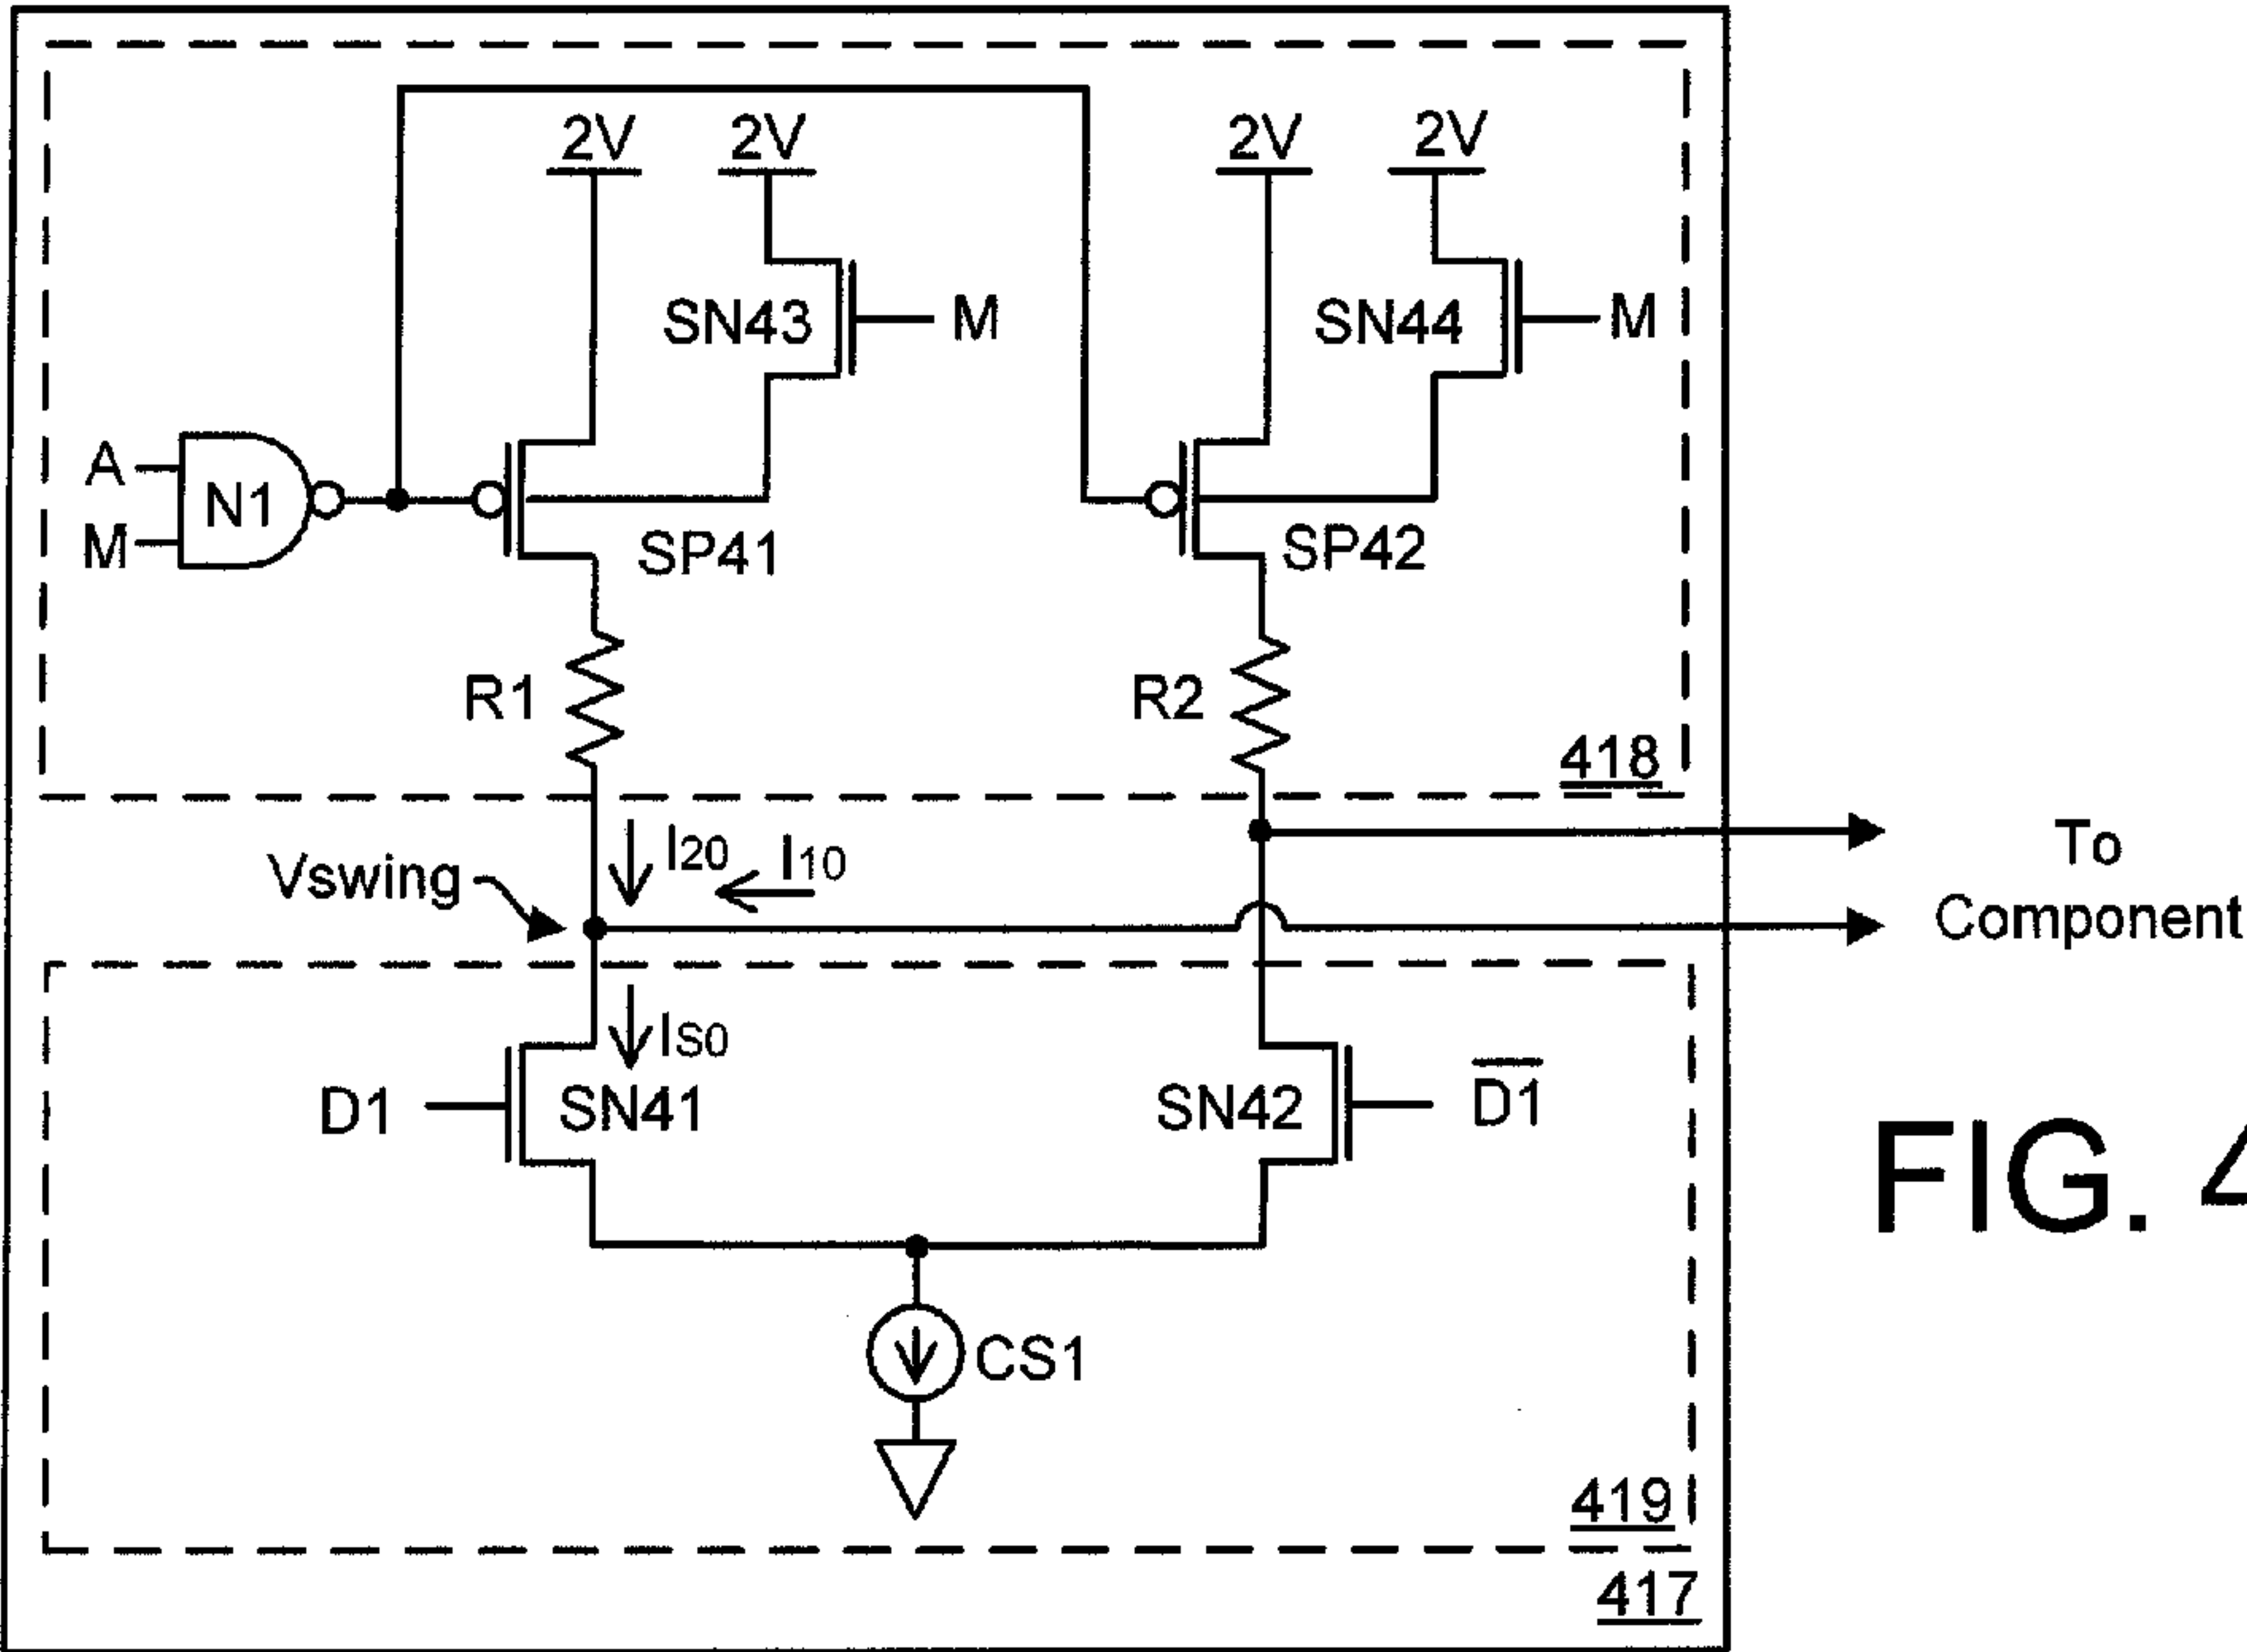 2V 2V 2V 2V
SN43 M SN44 M
A
N1
M
SP41 SP42
R1 R2
418
I20 I10
Vswing
To
Component
IS0
D1 SN41 SN42 D1
FIG. 4
CS1
419
417